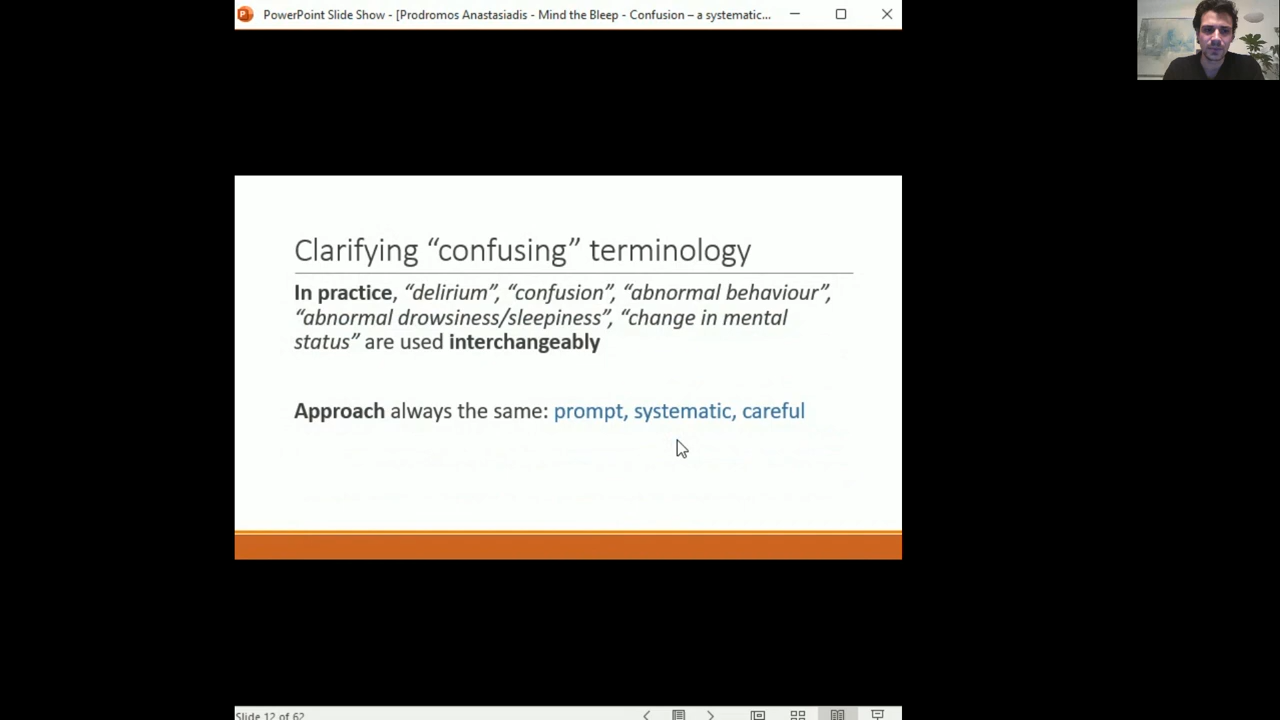 PowerPoint Slide Show - [Prodromos Anastasiadis - Mind the Bleep - Confusion – a systematic...
Clarifying “confusing” terminology
In practice, “delirium”, “confusion”, “abnormal behaviour”,
“abnormal drowsiness/sleepiness”, “change in mental
status” are used interchangeably
Approach always the same: prompt, systematic, careful
Slide 12 of 62